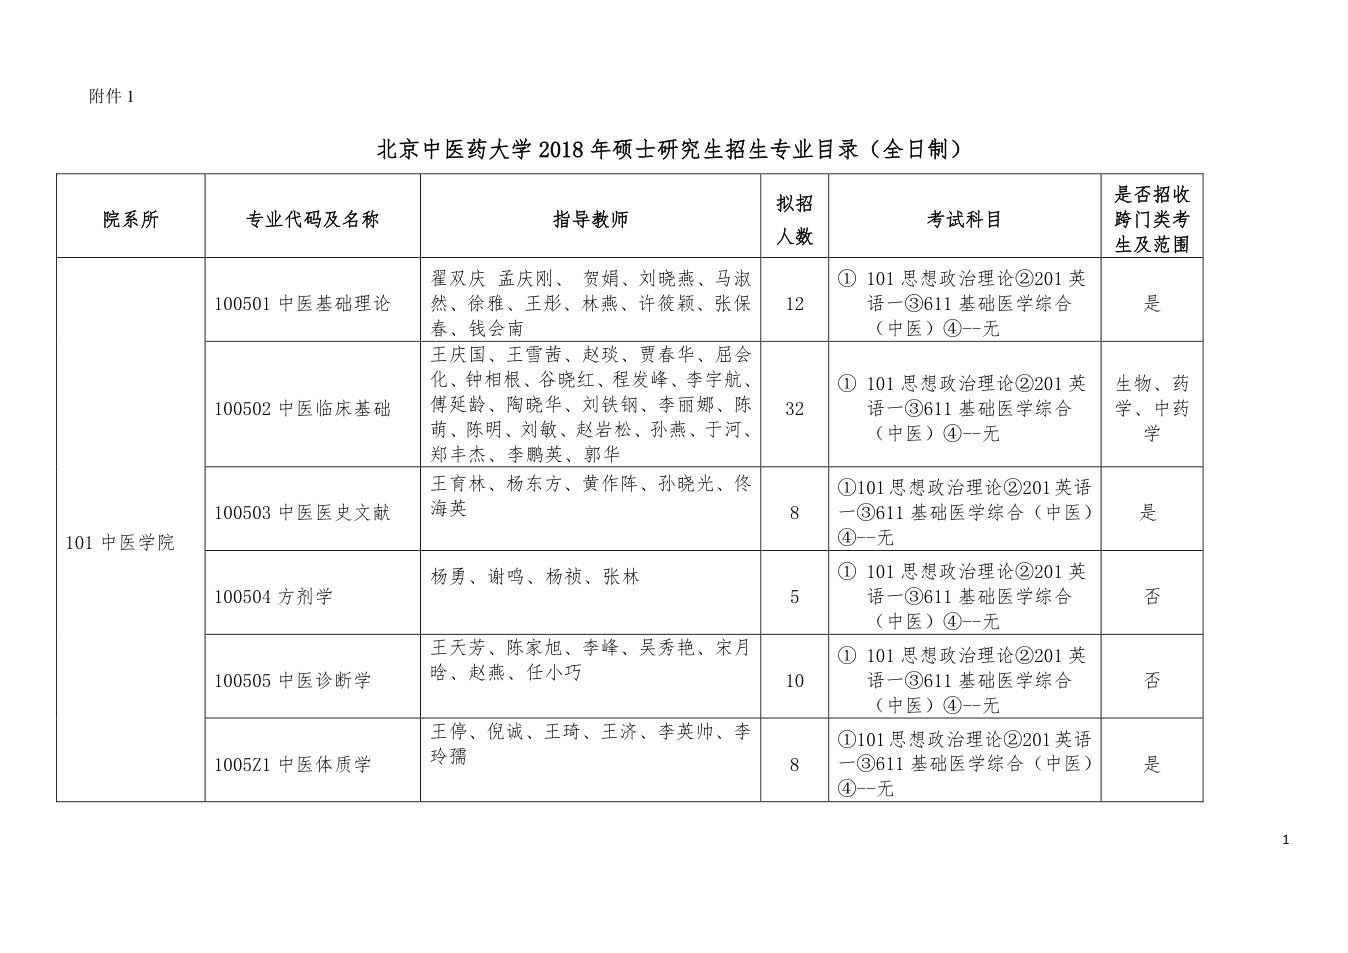 附件 1
北京中医药大学 2018 年硕士研究生招生专业目录（全日制）
院系所
专业代码及名称
指导教师
拟招
人数
考试科目
是否招收
跨门类考
生及范围
101 中医学院
100501 中医基础理论
翟双庆 孟庆刚、 贺娟、刘晓燕、马淑
然、徐雅、王彤、林燕、许筱颖、张保
春、钱会南
12
① 101 思想政治理论②201 英
语一③611 基础医学综合
（中医）④--无
是
100502 中医临床基础
王庆国、王雪茜、赵琰、贾春华、屈会
化、钟相根、谷晓红、程发峰、李宇航、
傅延龄、陶晓华、刘铁钢、李丽娜、陈
萌、陈明、刘敏、赵岩松、孙燕、于河、
郑丰杰、李鹏英、郭华
32
① 101 思想政治理论②201 英
语一③611 基础医学综合
（中医）④--无
生物、药
学、中药
学
100503 中医医史文献
王育林、杨东方、黄作阵、孙晓光、佟
海英
8
①101 思想政治理论②201 英语
一③611 基础医学综合（中医）
④--无
是
100504 方剂学
杨勇、谢鸣、杨祯、张林
5
① 101 思想政治理论②201 英
语一③611 基础医学综合
（中医）④--无
否
100505 中医诊断学
王天芳、陈家旭、李峰、吴秀艳、宋月
晗、赵燕、任小巧
10
① 101 思想政治理论②201 英
语一③611 基础医学综合
（中医）④--无
否
1005Z1 中医体质学
王停、倪诚、王琦、王济、李英帅、李
玲孺
8
①101 思想政治理论②201 英语
一③611 基础医学综合（中医）
④--无
是
1